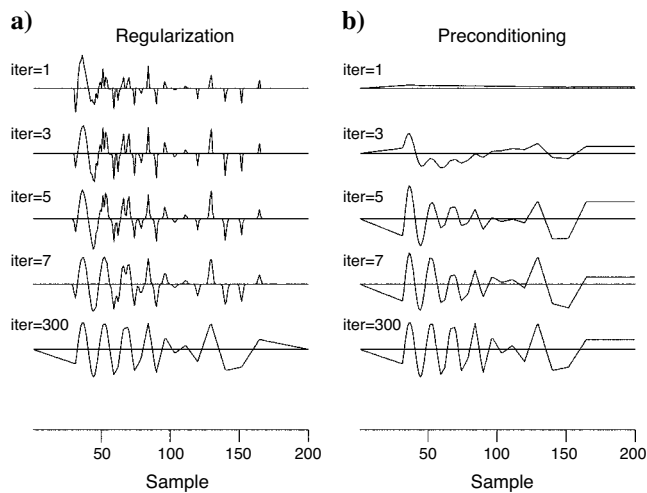 a)
Regularization
iter=1
iter=3
iter=5
iter=7
iter=300
50 100 150 200
Sample
b)
Preconditioning
iter=1
iter=3
iter=5
iter=7
iter=300
50 100 150 200
Sample